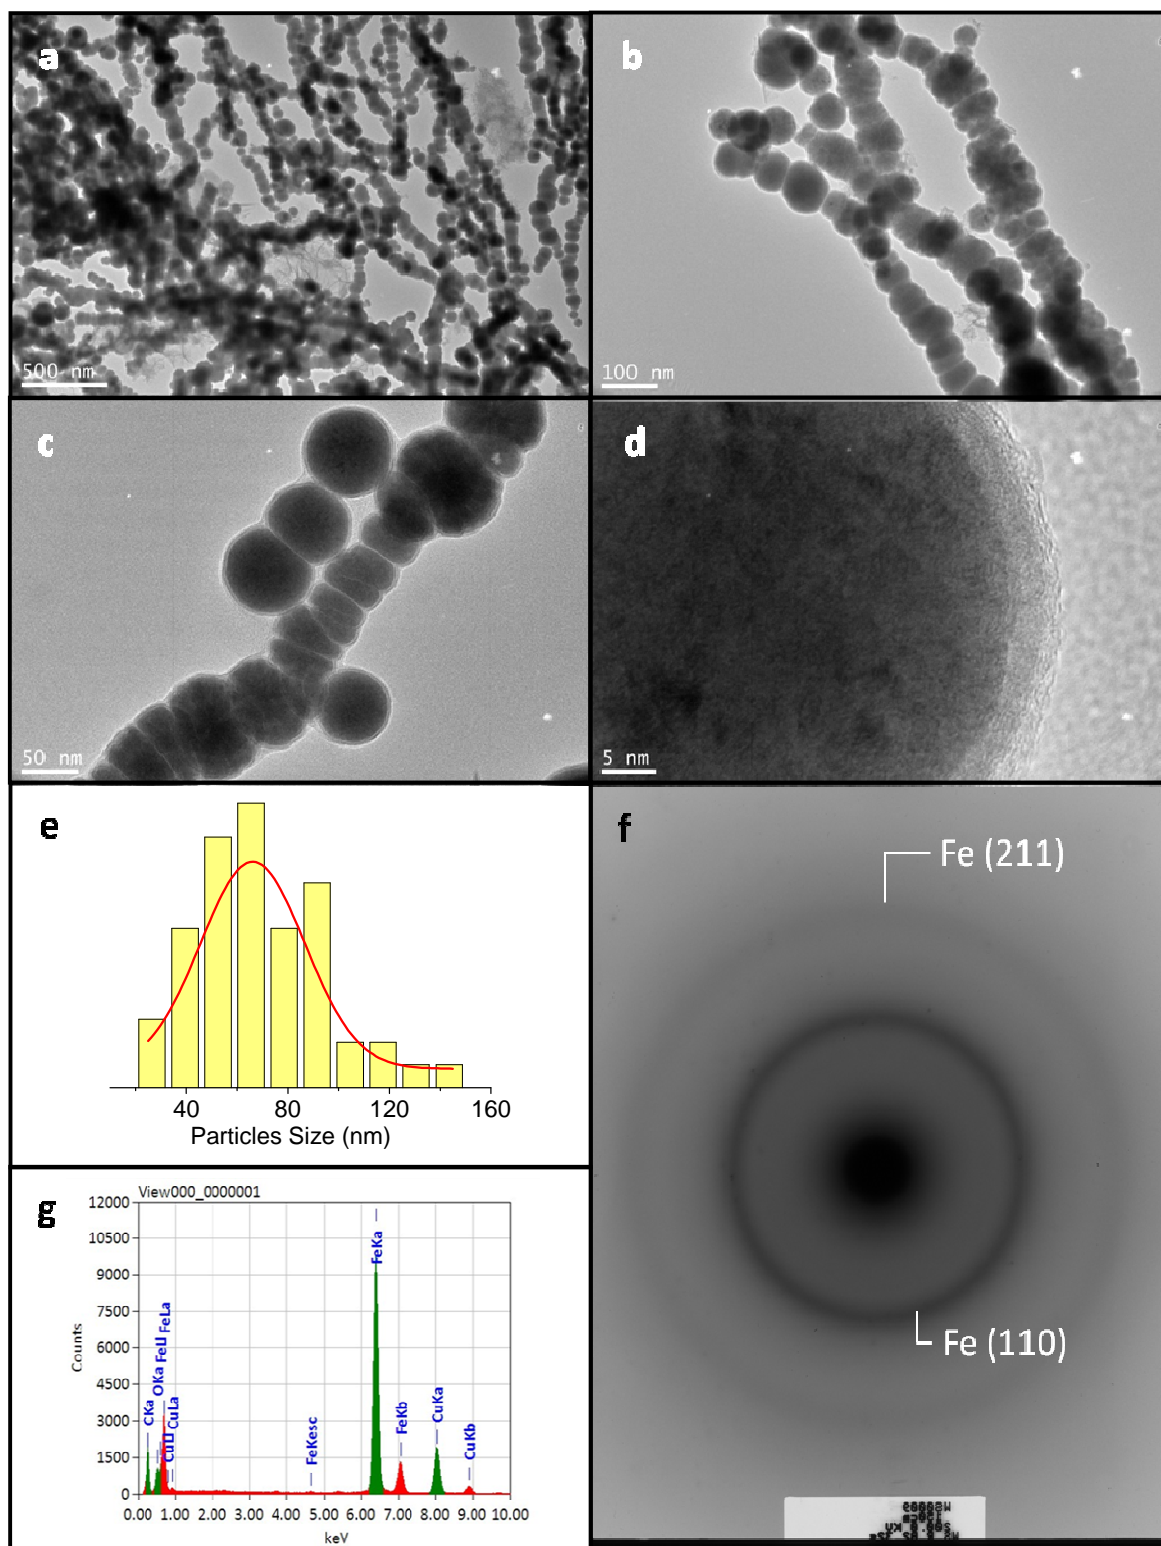 a
500 nm
b
100 nm
c
50 nm
d
5 nm
e
40
80
120
160
Particles Size (nm)
f
Fe (211)
Fe (110)
g
View000_0000001
12000
10500
9000
7500
6000
4500
3000
1500
0
Counts
CKa
OKa
FeLl
FeLa
CuLl
CuLa
FeKesc
FeKa
FeKb
CuKa
CuKb
0.00 1.00 2.00 3.00 4.00 5.00 6.00 7.00 8.00 9.00 10.00
keV